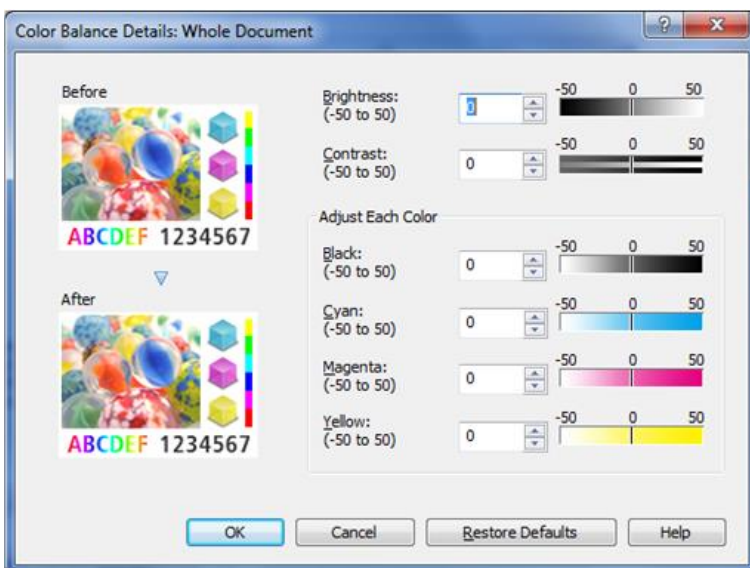 Color Balance Details: Whole Document
Before
ABCDEF 1234567
After
ABCDEF 1234567
Brightness:
(-50 to 50)
0
-50 0 50
Contrast:
(-50 to 50)
0
-50 0 50
Adjust Each Color
Black:
(-50 to 50)
0
-50 0 50
Cyan:
(-50 to 50)
0
-50 0 50
Magenta:
(-50 to 50)
0
-50 0 50
Yellow:
(-50 to 50)
0
-50 0 50
OK Cancel Restore Defaults Help